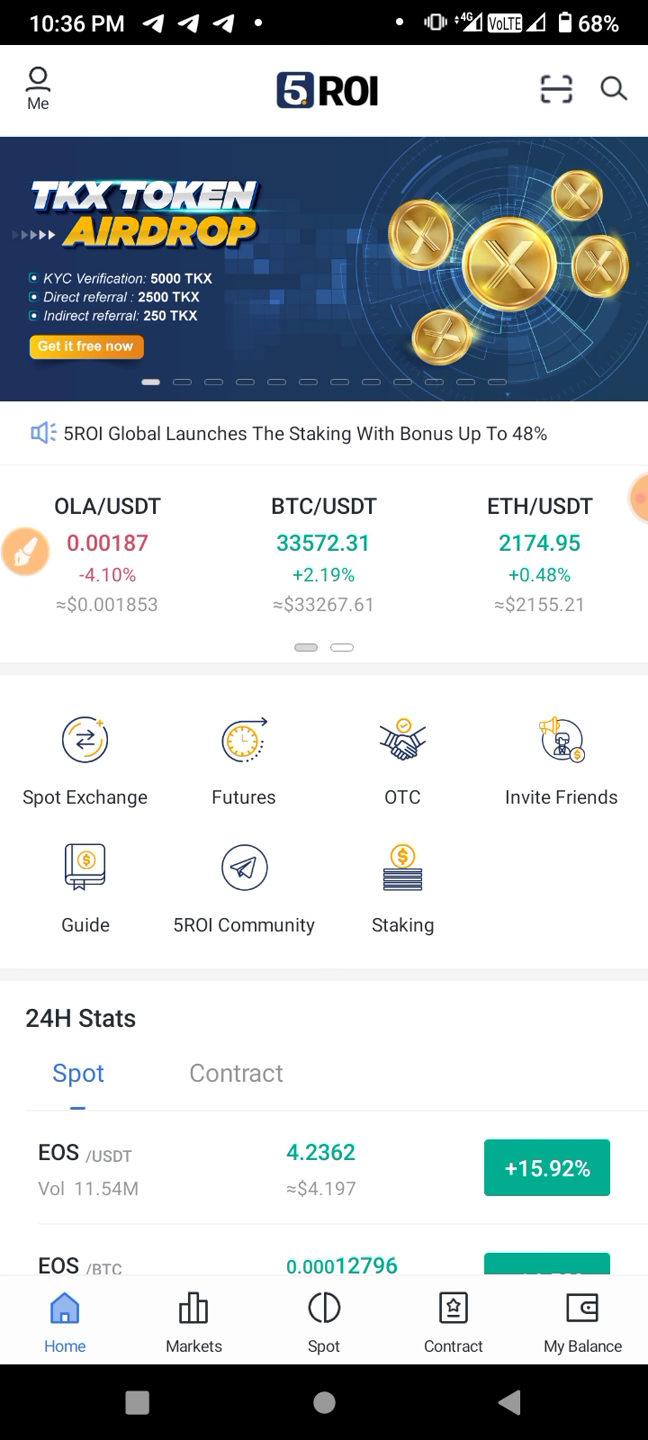 10:36 PM 4G VoLTE 68%
Me
5 ROI
TKX TOKEN
AIRDROP
KYC Verification: 5000 TKX
Direct referral : 2500 TKX
Indirect referral: 250 TKX
Get it free now
5ROI Global Launches The Staking With Bonus Up To 48%
OLA/USDT BTC/USDT ETH/USDT
0.00187 33572.31 2174.95
-4.10% +2.19% +0.48%
≈$0.001853 ≈$33267.61 ≈$2155.21
Spot Exchange Futures OTC Invite Friends
Guide 5ROI Community Staking
24H Stats
Spot Contract
EOS /USDT 4.2362 +15.92%
Vol 11.54M ≈$4.197
EOS /BTC 0.00012796
Home Markets Spot Contract My Balance